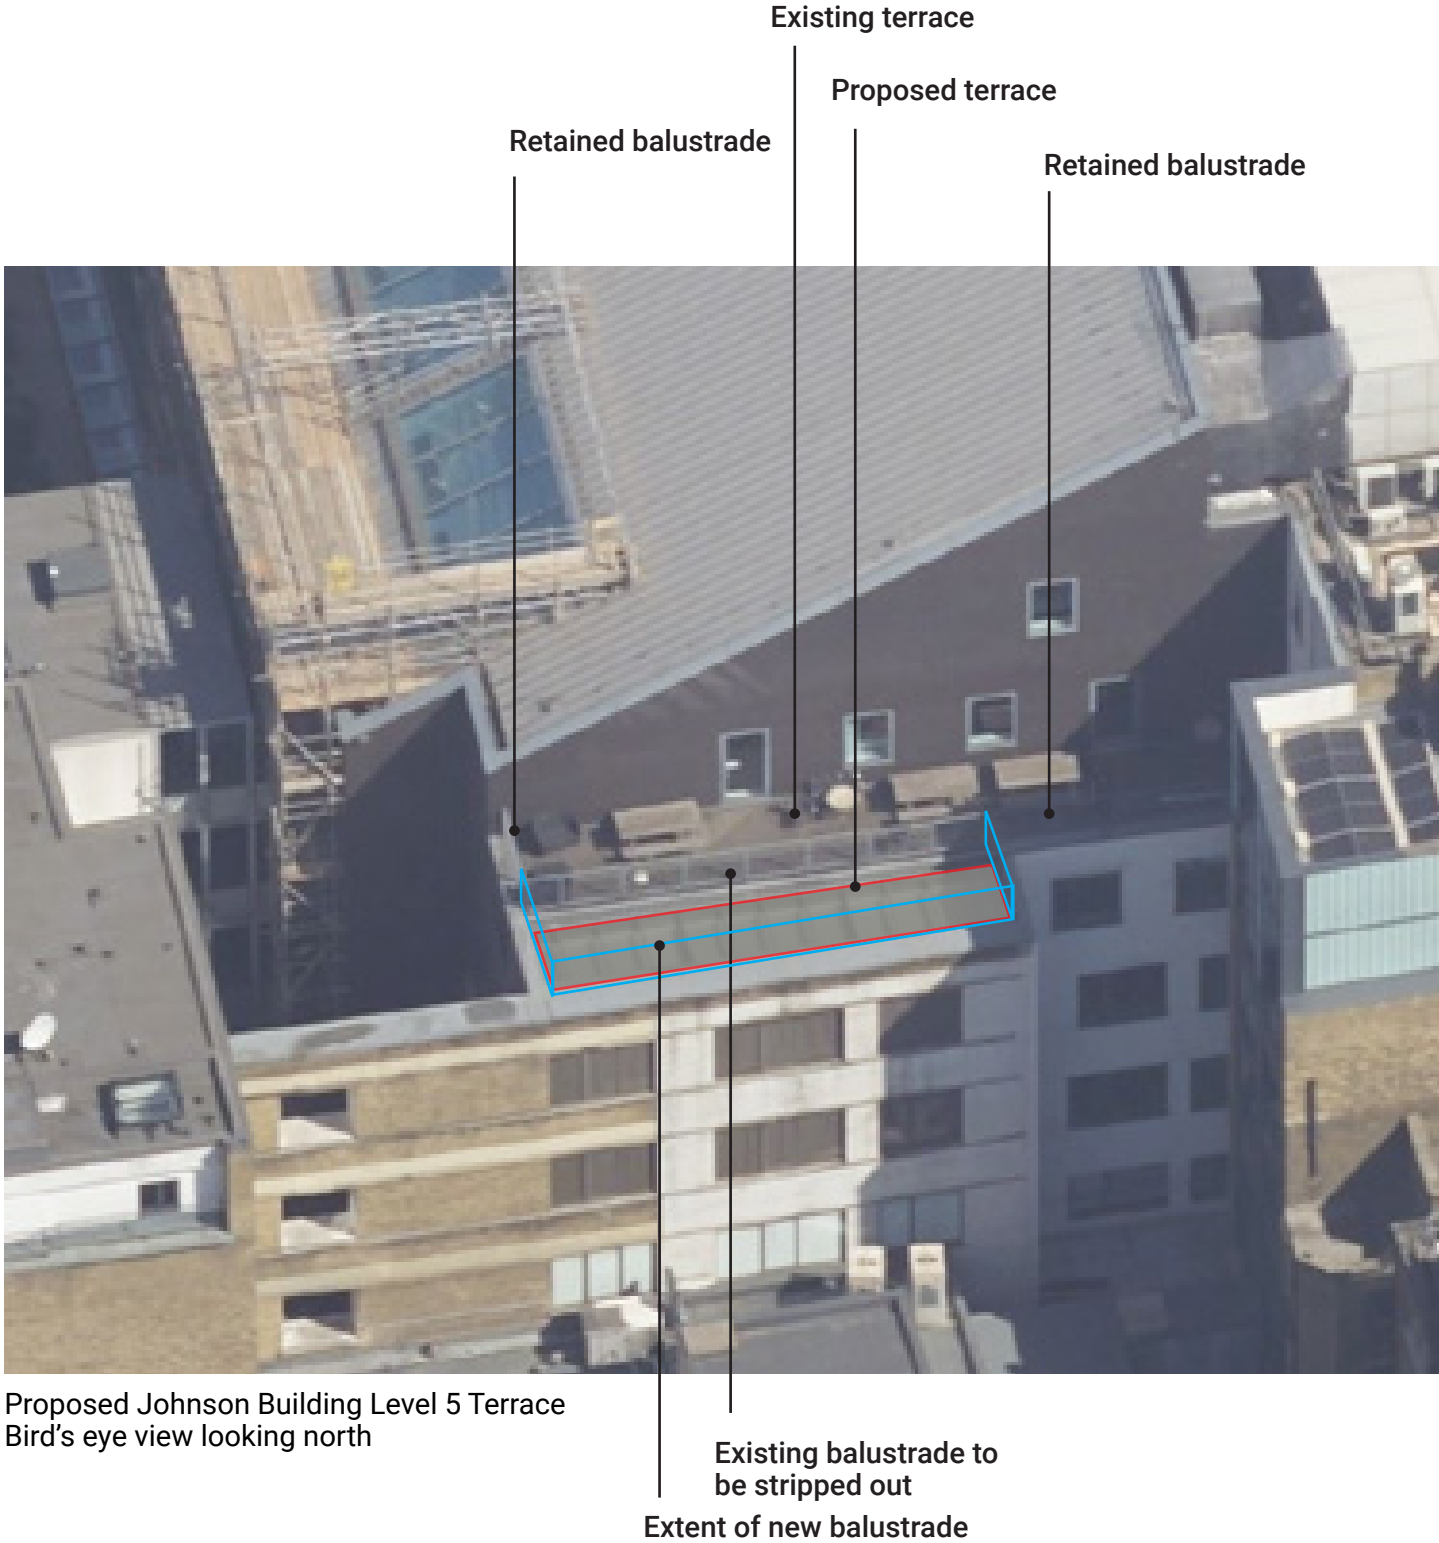 Existing terrace
Proposed terrace
Retained balustrade
Retained balustrade
Proposed Johnson Building Level 5 Terrace
Bird’s eye view looking north
Existing balustrade to
be stripped out
Extent of new balustrade